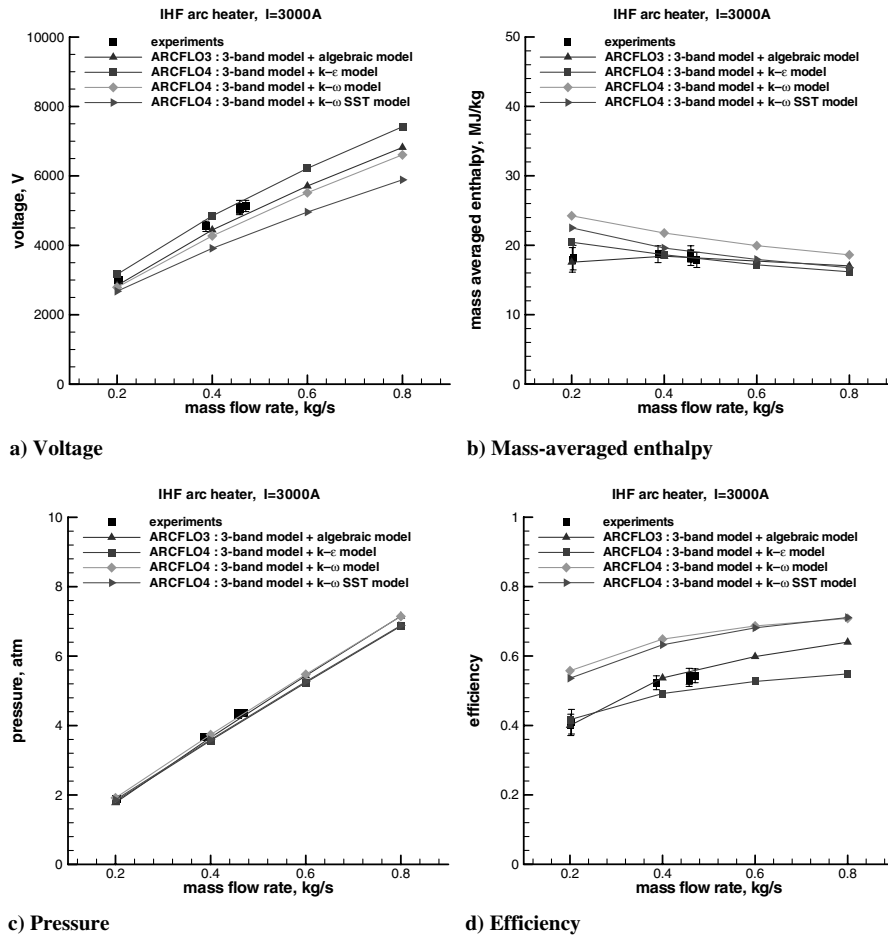 IHF arc heater, I=3000A
experiments
ARCFLO3 : 3-band model + algebraic model
ARCFLO4 : 3-band model + k-ε model
ARCFLO4 : 3-band model + k-ω model
ARCFLO4 : 3-band model + k-ω SST model
10000
8000
6000
4000
2000
0
voltage, V
0.2
0.4
0.6
0.8
mass flow rate, kg/s
a) Voltage
IHF arc heater, I=3000A
experiments
ARCFLO3 : 3-band model + algebraic model
ARCFLO4 : 3-band model + k-ε model
ARCFLO4 : 3-band model + k-ω model
ARCFLO4 : 3-band model + k-ω SST model
50
40
30
20
10
0
mass averaged enthalpy, MJ/kg
0.2
0.4
0.6
0.8
mass flow rate, kg/s
b) Mass-averaged enthalpy
IHF arc heater, I=3000A
experiments
ARCFLO3 : 3-band model + algebraic model
ARCFLO4 : 3-band model + k-ε model
ARCFLO4 : 3-band model + k-ω model
ARCFLO4 : 3-band model + k-ω SST model
10
8
6
4
2
0
pressure, atm
0.2
0.4
0.6
0.8
mass flow rate, kg/s
c) Pressure
IHF arc heater, I=3000A
experiments
ARCFLO3 : 3-band model + algebraic model
ARCFLO4 : 3-band model + k-ε model
ARCFLO4 : 3-band model + k-ω model
ARCFLO4 : 3-band model + k-ω SST model
1
0.8
0.6
0.4
0.2
0
efficiency
0.2
0.4
0.6
0.8
mass flow rate, kg/s
d) Efficiency